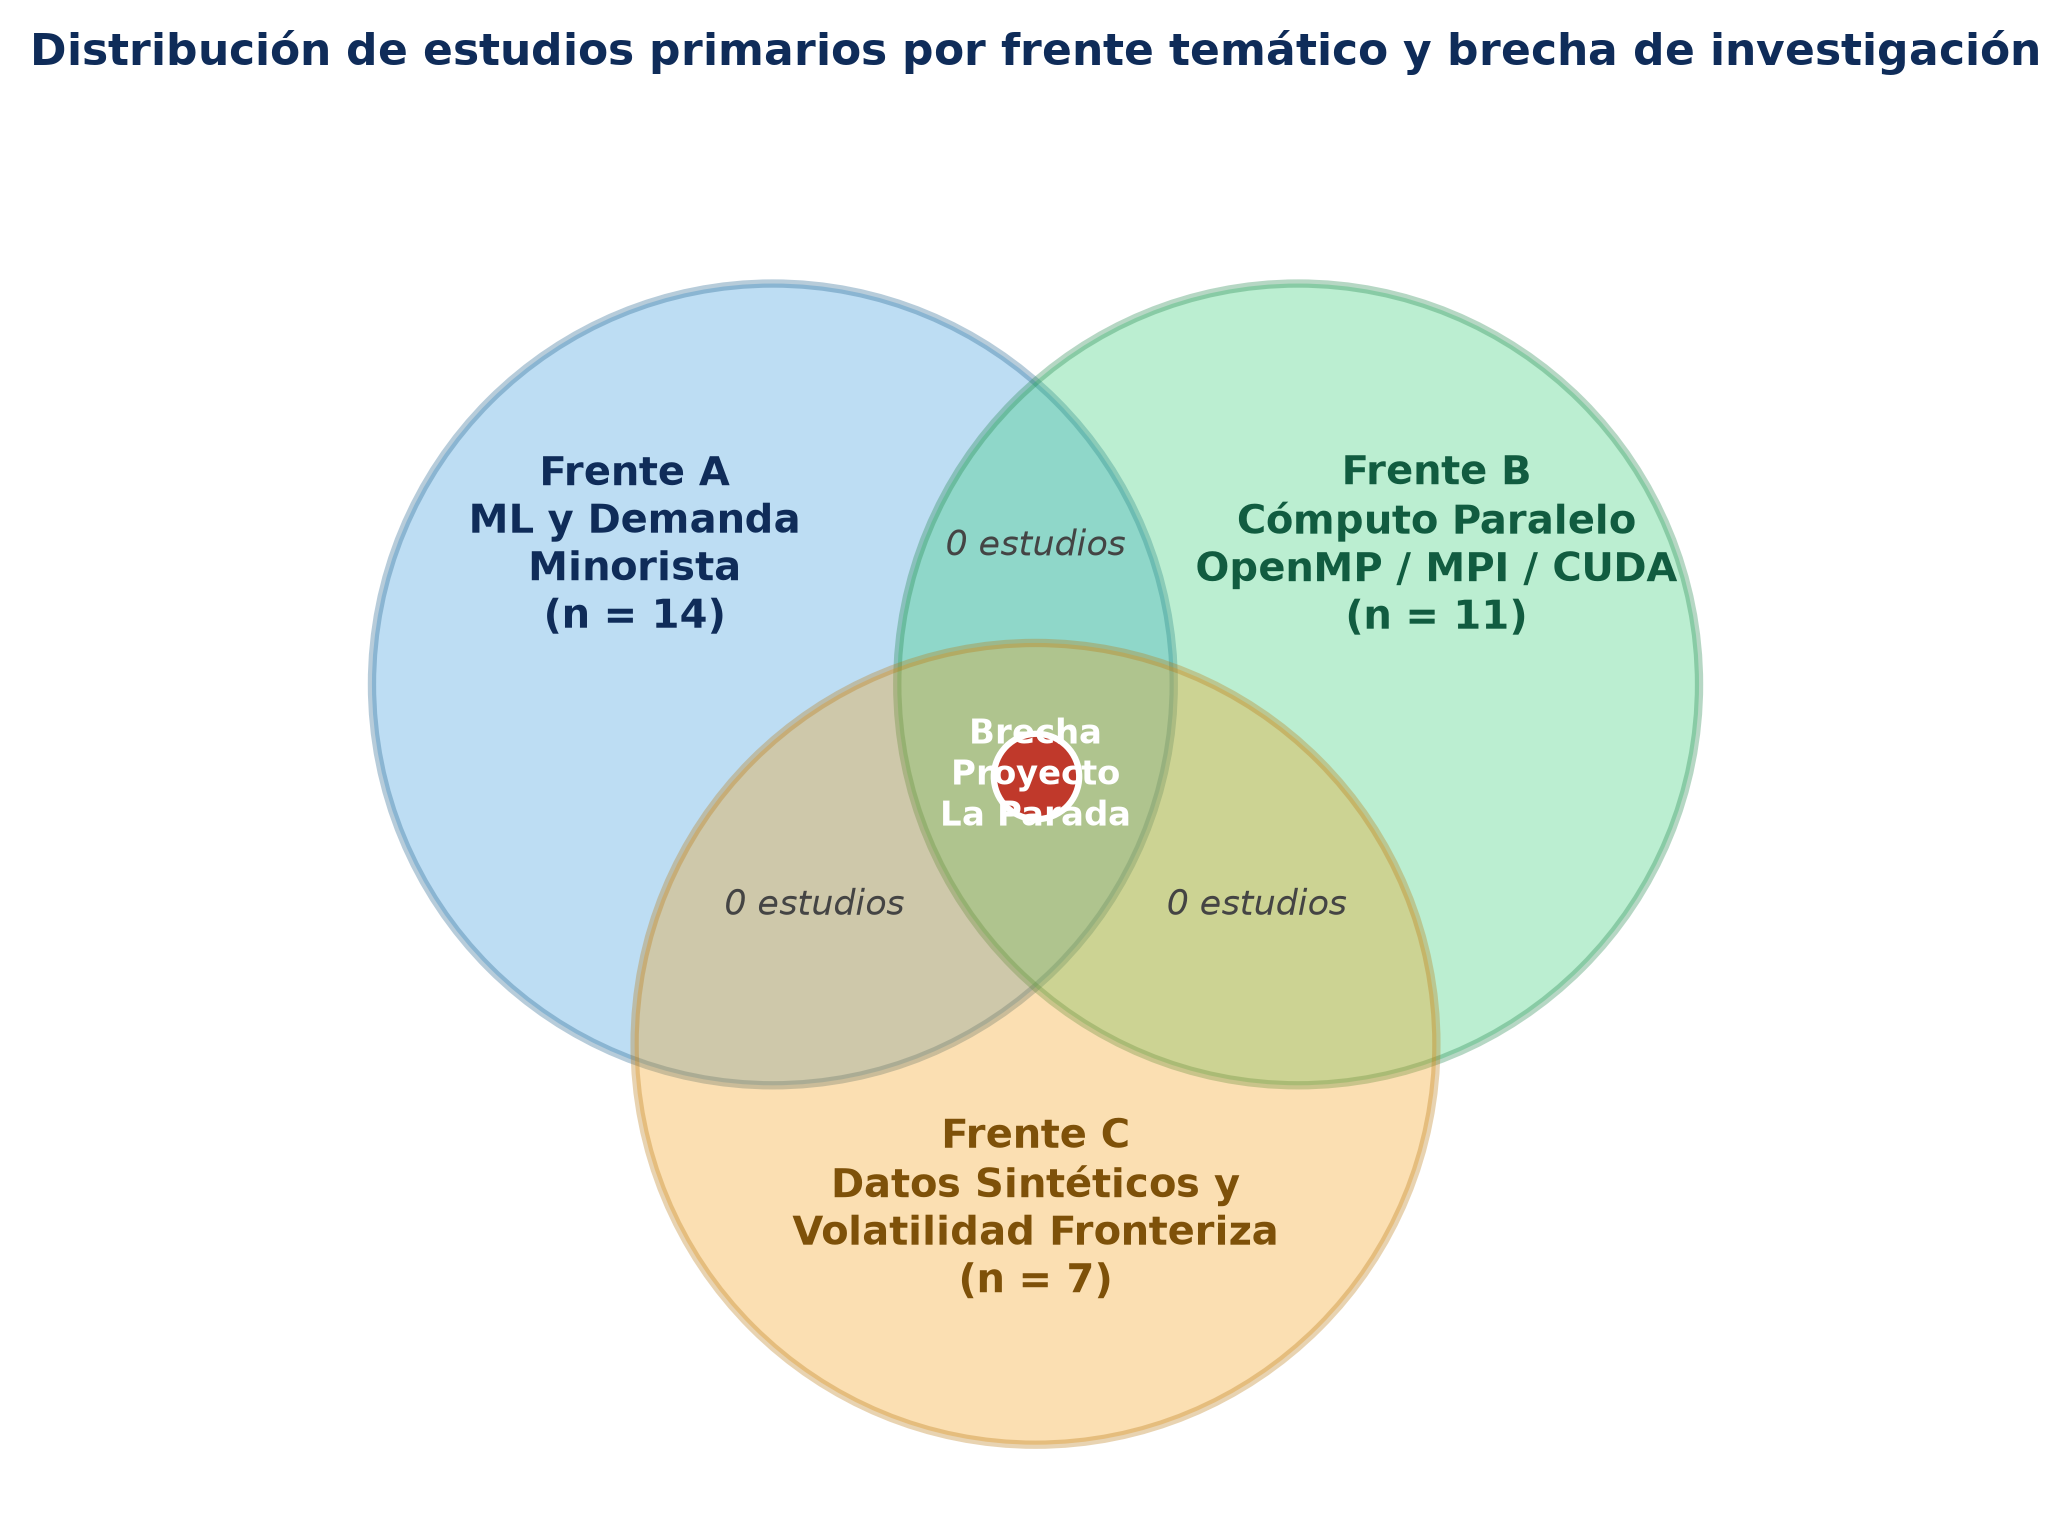 Distribución de estudios primarios por frente temático y brecha de investigación
Frente A
ML y Demanda
Minorista
(n = 14)
0 estudios
Frente B
Cómputo Paralelo
OpenMP / MPI / CUDA
(n = 11)
Brecha
Proyecto
La Parada
0 estudios
0 estudios
Frente C
Datos Sintéticos y
Volatilidad Fronteriza
(n = 7)